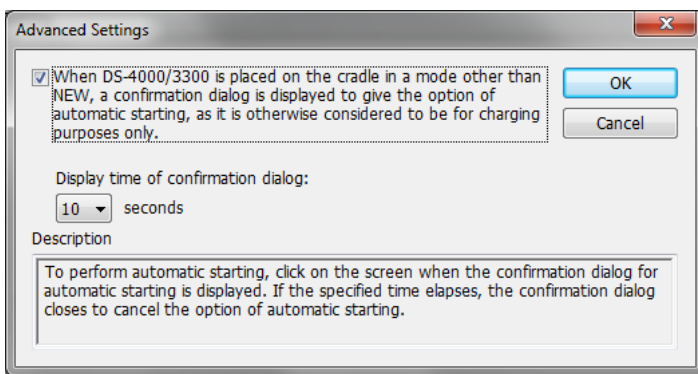 Advanced Settings
When DS-4000/3300 is placed on the cradle in a mode other than
NEW, a confirmation dialog is displayed to give the option of
automatic starting, as it is otherwise considered to be for charging
purposes only.
OK
Cancel
Display time of confirmation dialog:
10 seconds
Description
To perform automatic starting, click on the screen when the confirmation dialog for
automatic starting is displayed. If the specified time elapses, the confirmation dialog
closes to cancel the option of automatic starting.